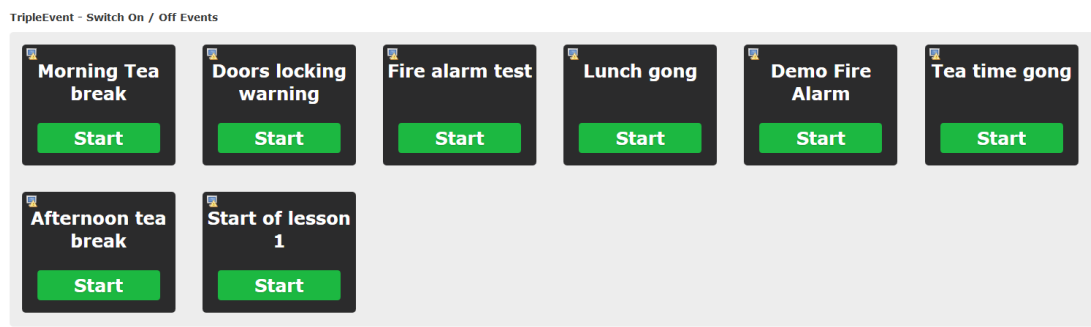 TripleEvent - Switch On / Off Events
Morning Tea
break
Start
Doors locking
warning
Start
Fire alarm test
Start
Lunch gong
Start
Demo Fire
Alarm
Start
Tea time gong
Start
Afternoon tea
break
Start
Start of lesson
1
Start